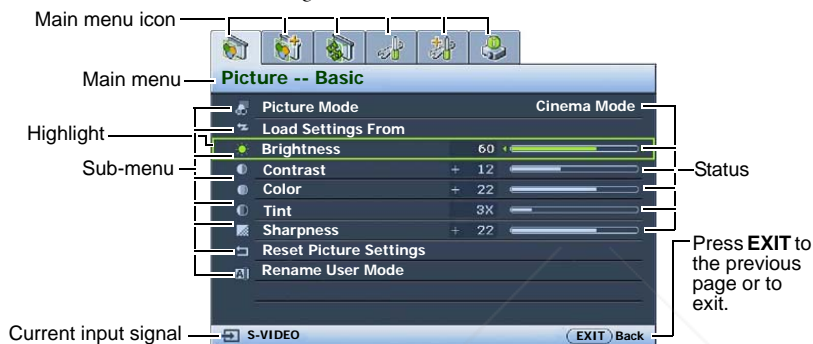 Main menu icon
Main menu
Picture -- Basic
Picture Mode Cinema Mode
Load Settings From
Highlight
Brightness 60
Sub-menu
Contrast + 12
Status
Color + 22
Tint 3X
Sharpness + 22
Reset Picture Settings
Rename User Mode
Press EXIT to
the previous
page or to
exit.
Current input signal
S-VIDEO
EXIT Back